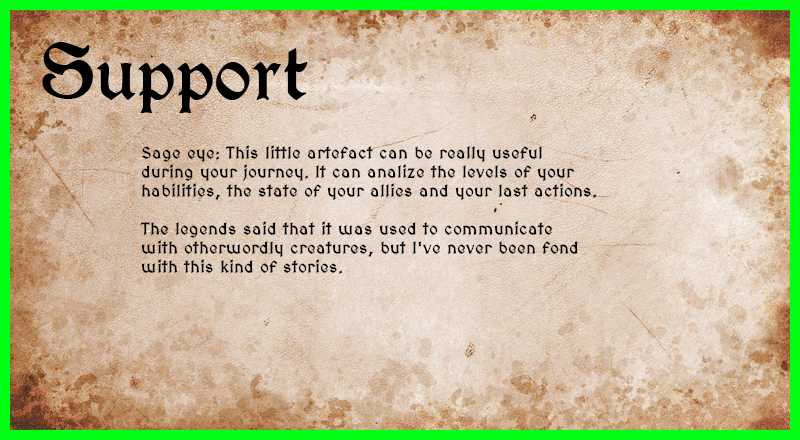 Support
Sage eye: This little artefact can be really useful
during your journey. It can analize the levels of your
habilities, the state of your allies and your last actions.
The legends said that it was used to communicate
with otherwordly creatures, but I've never been fond
with this kind of stories.